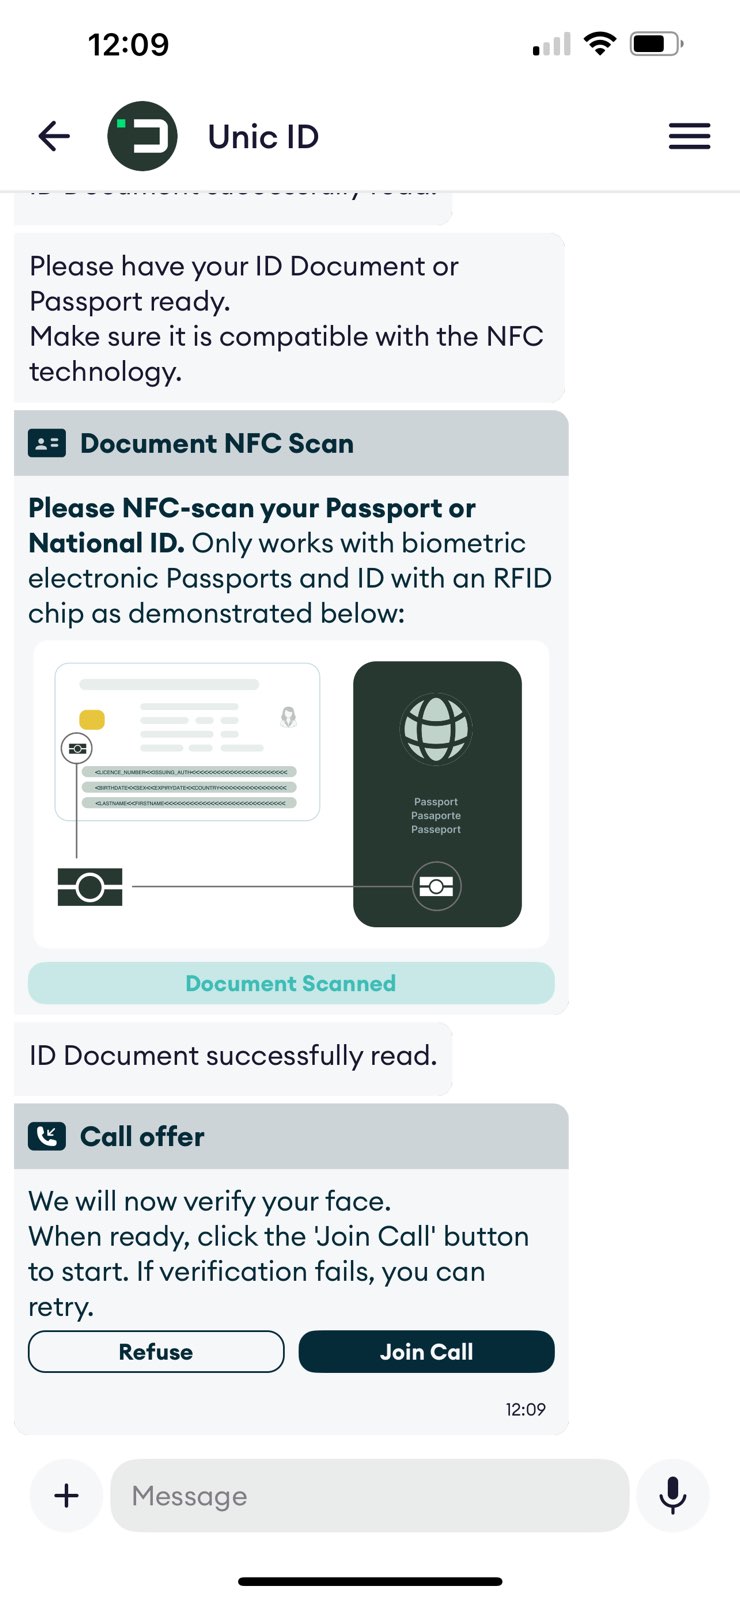 12:09
Unic ID
ID Document successfully read.
Please have your ID Document or
Passport ready.
Make sure it is compatible with the NFC
technology.
Document NFC Scan
Please NFC-scan your Passport or
National ID. Only works with biometric
electronic Passports and ID with an RFID
chip as demonstrated below:
<LICENCE_NUMBER<<ISSUING_AUTH<<<<<<<<<<<<<<<<<<<<<<<<
<BIRTHDATE<<SEX<<EXPIRYDATE<<COUNTRY<<<<<<<<<<<<<<<<
<LASTNAME<<FIRSTNAME<<<<<<<<<<<<<<<<<<<<<<<<<<<<<<
Passport
Pasaporte
Passeport
Document Scanned
ID Document successfully read.
Call offer
We will now verify your face.
When ready, click the 'Join Call' button
to start. If verification fails, you can
retry.
Refuse
Join Call
12:09
Message